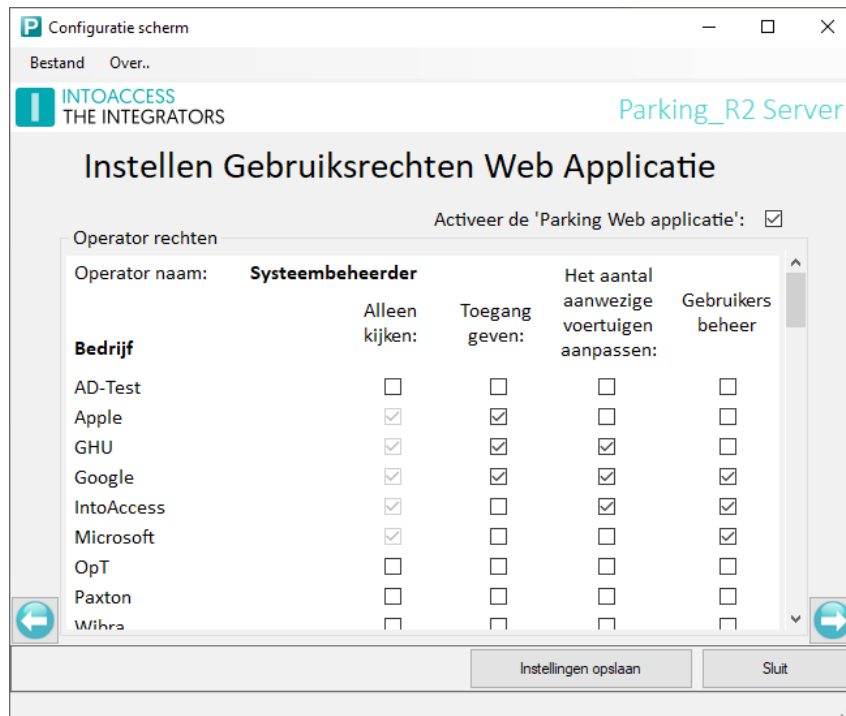 Configuratie scherm
Bestand Over..
INTOACCESS
THE INTEGRATORS
Parking_R2 Server
Instellen Gebruiksrechten Web Applicatie
Activeer de 'Parking Web applicatie':
Operator rechten
Operator naam: Systeembeheerder
Bedrijf
Alleen
kijken:
Toegang
geven:
Het aantal
aanwezige
voertuigen
aanpassen:
Gebruikers
beheer
AD-Test
Apple
GHU
Google
IntoAccess
Microsoft
OpT
Paxton
Wibra
Instellingen opslaan Sluit